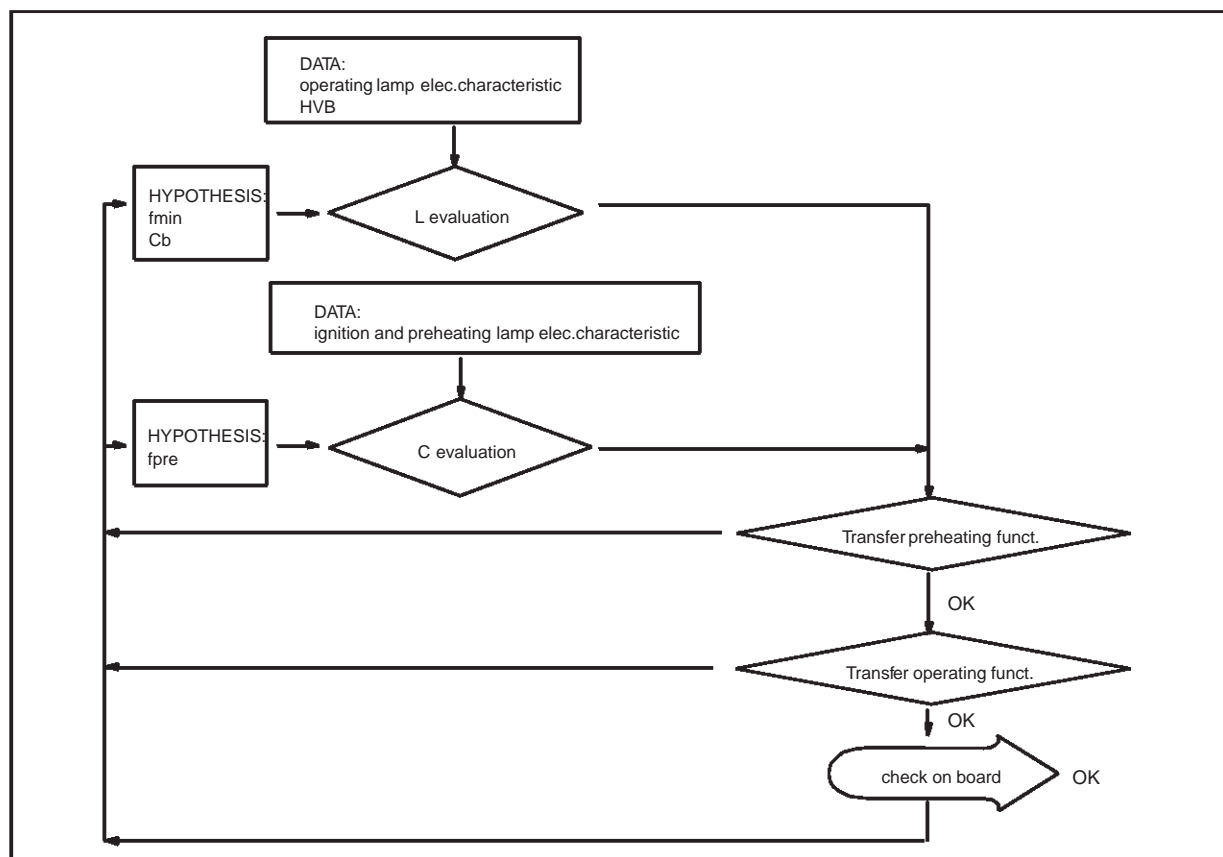 DATA:
operating lamp elec.characteristic
HVB
HYPOTHESIS:
fmin
Cb
L evaluation
DATA:
ignition and preheating lamp elec.characteristic
HYPOTHESIS:
fpre
C evaluation
Transfer preheating funct.
OK
Transfer operating funct.
OK
check on board
OK